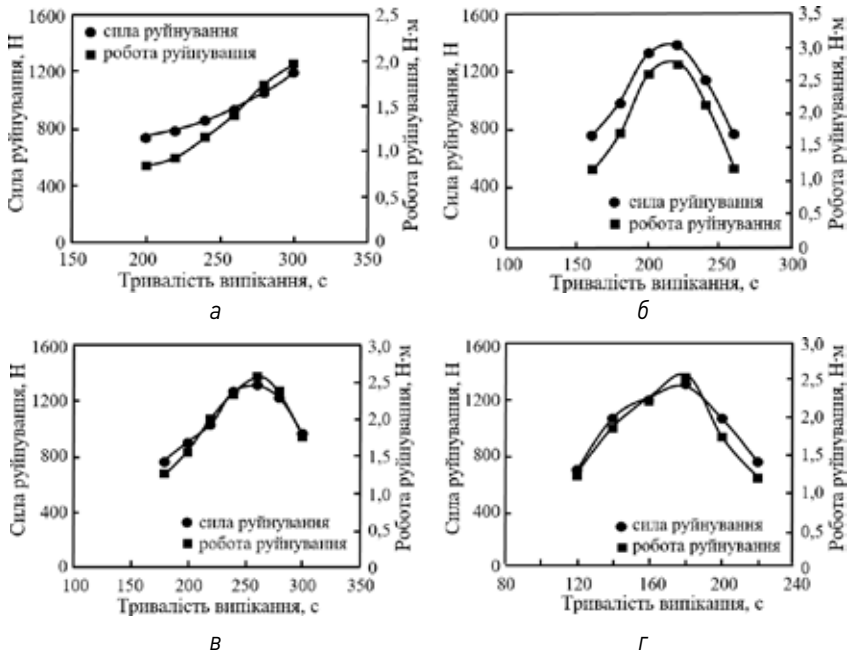 1600
1200
800
400
0
Сила руйнування, Н
сила руйнування
робота руйнування
2,5
2,0
1,5
1,0
0,5
0
Робота руйнування, Н·м
150 200 250 300 350
Тривалість випікання, с
а
1600
1200
800
400
0
Сила руйнування, Н
сила руйнування
робота руйнування
3,5
3,0
2,5
2,0
1,5
1,0
0,5
0
Робота руйнування, Н·м
100 150 200 250 300
Тривалість випікання, с
б
1600
1200
800
400
0
Сила руйнування, Н
сила руйнування
робота руйнування
3,0
2,5
2,0
1,5
1,0
0,5
0
Робота руйнування, Н·м
100 150 200 250 300 350
Тривалість випікання, с
в
1600
1200
800
400
0
Сила руйнування, Н
сила руйнування
робота руйнування
3,0
2,5
2,0
1,5
1,0
0,5
0
Робота руйнування, Н·м
80 120 160 200 240
Тривалість випікання, с
г